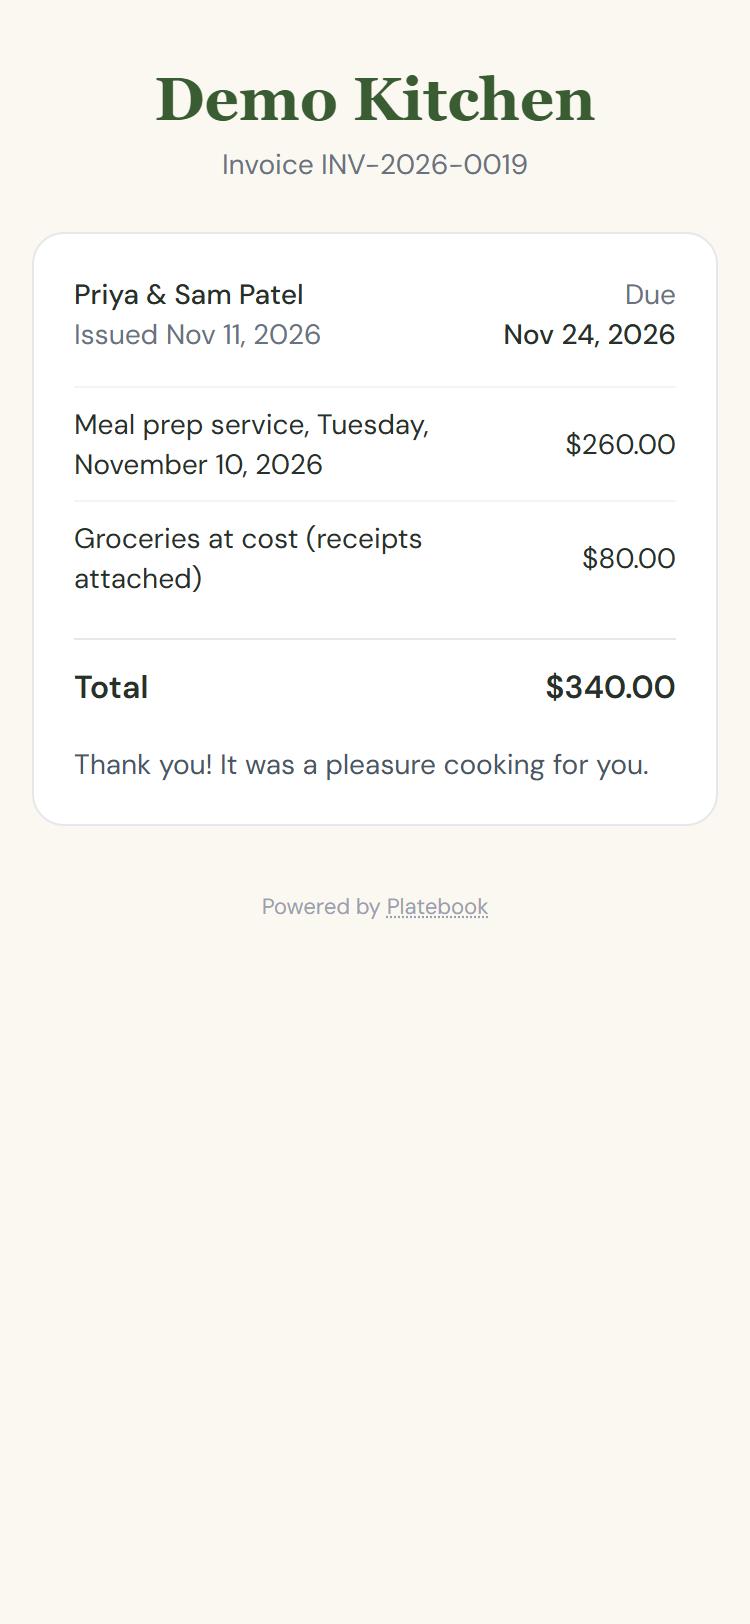 Demo Kitchen
Invoice INV-2026-0019
Priya & Sam Patel
Due
Issued Nov 11, 2026
Nov 24, 2026
Meal prep service, Tuesday,
November 10, 2026
$260.00
Groceries at cost (receipts
attached)
$80.00
Total
$340.00
Thank you! It was a pleasure cooking for you.
Powered by Platebook